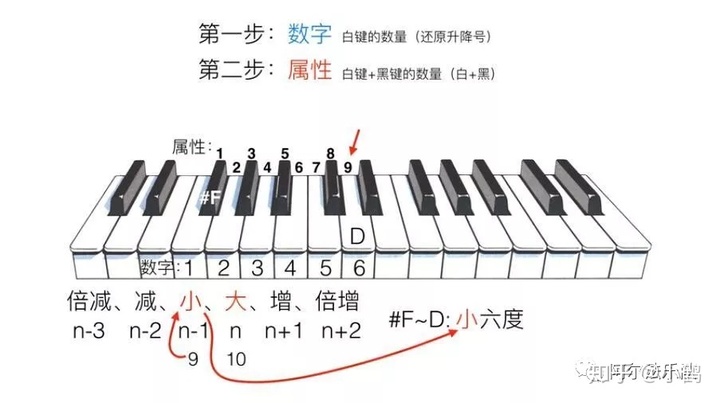 第一步：数字 白键的数量（还原升降号）
第二步：属性 白键+黑键的数量（白+黑）
属性: 1 2 3 4 5 6 7 8 9
#F
D
数字: 1 2 3 4 5 6
倍减、减、小、大、增、倍增
n-3 n-2 n-1 n n+1 n+2
9 10
#F~D: 小六度
知乎 @小鹤